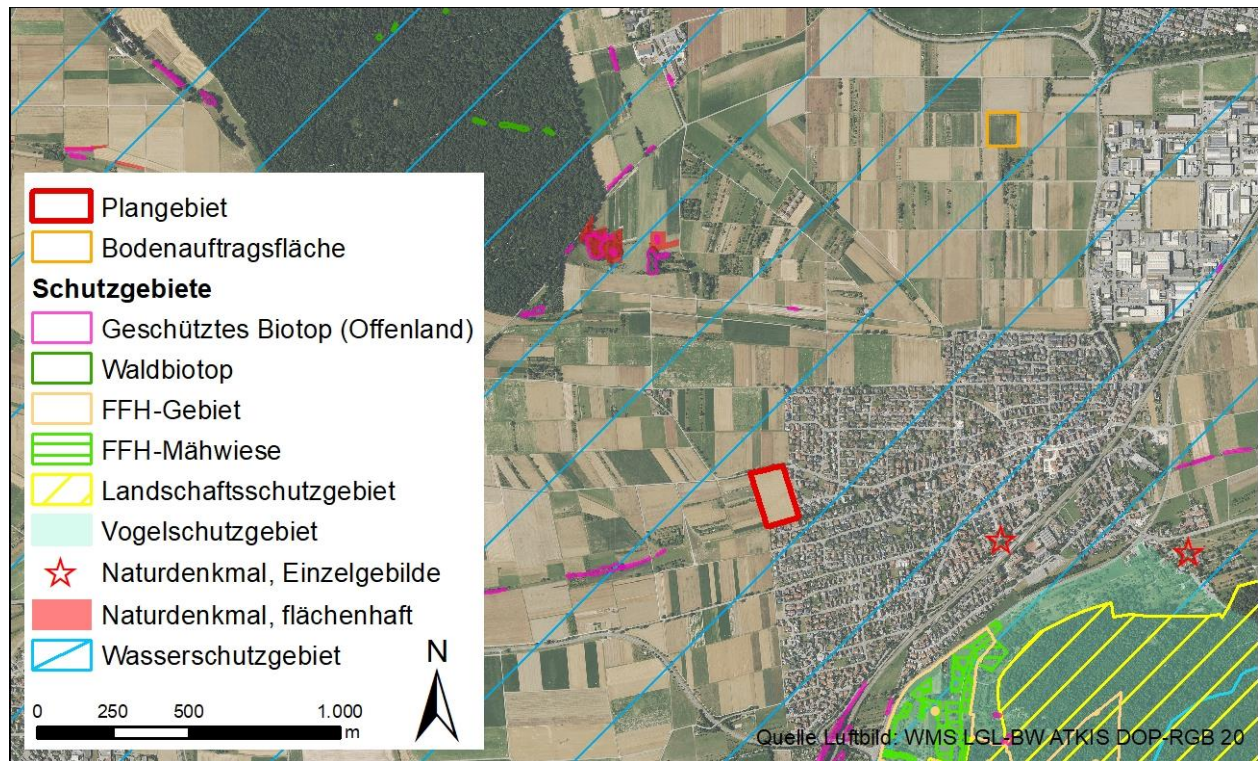 Plangebiet
Bodenauftragsfläche
Schutzgebiete
Geschütztes Biotop (Offenland)
Waldbiotop
FFH-Gebiet
FFH-Mähwiese
Landschaftsschutzgebiet
Vogelschutzgebiet
Naturdenkmal, Einzelgebilde
Naturdenkmal, flächenhaft
Wasserschutzgebiet
N
0 250 500 1.000
m
Quelle Luftbild: WMS LGL-BW ATKIS DOP-RGB 20